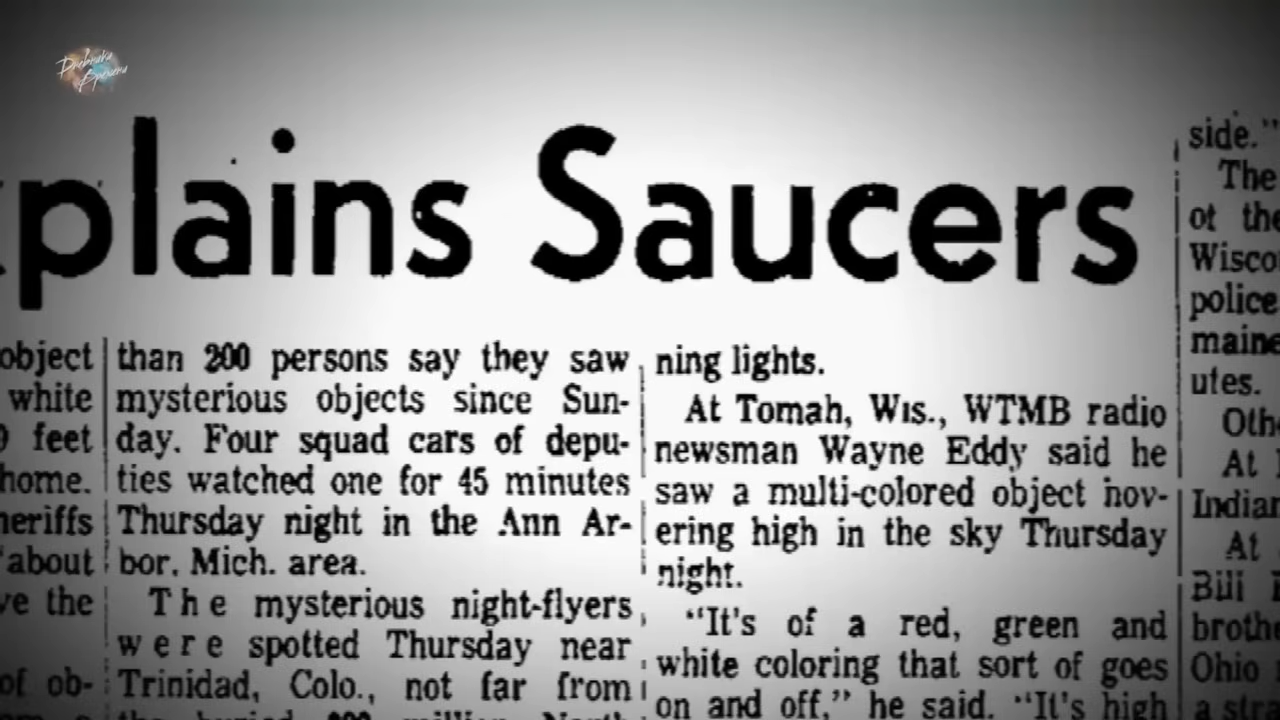 plains Saucers
object
white
feet
home.
about
the
of ob-
than 200 persons say they saw
mysterious objects since Sun-
day. Four squad cars of depu-
ties watched one for 45 minutes
Thursday night in the Ann Ar-
bor, Mich. area.
The mysterious night-flyers
were spotted Thursday near
Trinidad, Colo., not far from
ning lights.
At Tomah, Wis., WTMB radio
newsman Wayne Eddy said he
saw a multi-colored object hov-
ering high in the sky Thursday
night.
"It's of a red, green and
white coloring that sort of goes
on and off," he said. "It's high
side."
The
ot the
Wisco
police
maine
utes.
Oth
At
Indian
At
Bill
brothe
Ohio
a stra